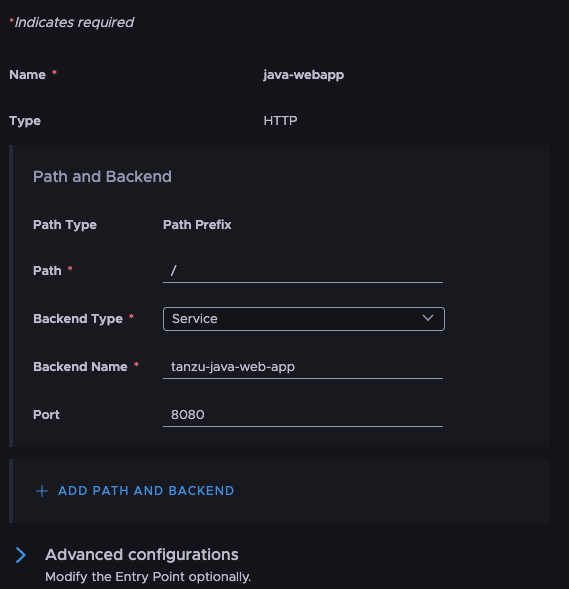 *Indicates required
Name * java-webapp
Type HTTP
Path and Backend
Path Type Path Prefix
Path * /
Backend Type * Service
Backend Name * tanzu-java-web-app
Port 8080
+ ADD PATH AND BACKEND
Advanced configurations
Modify the Entry Point optionally.